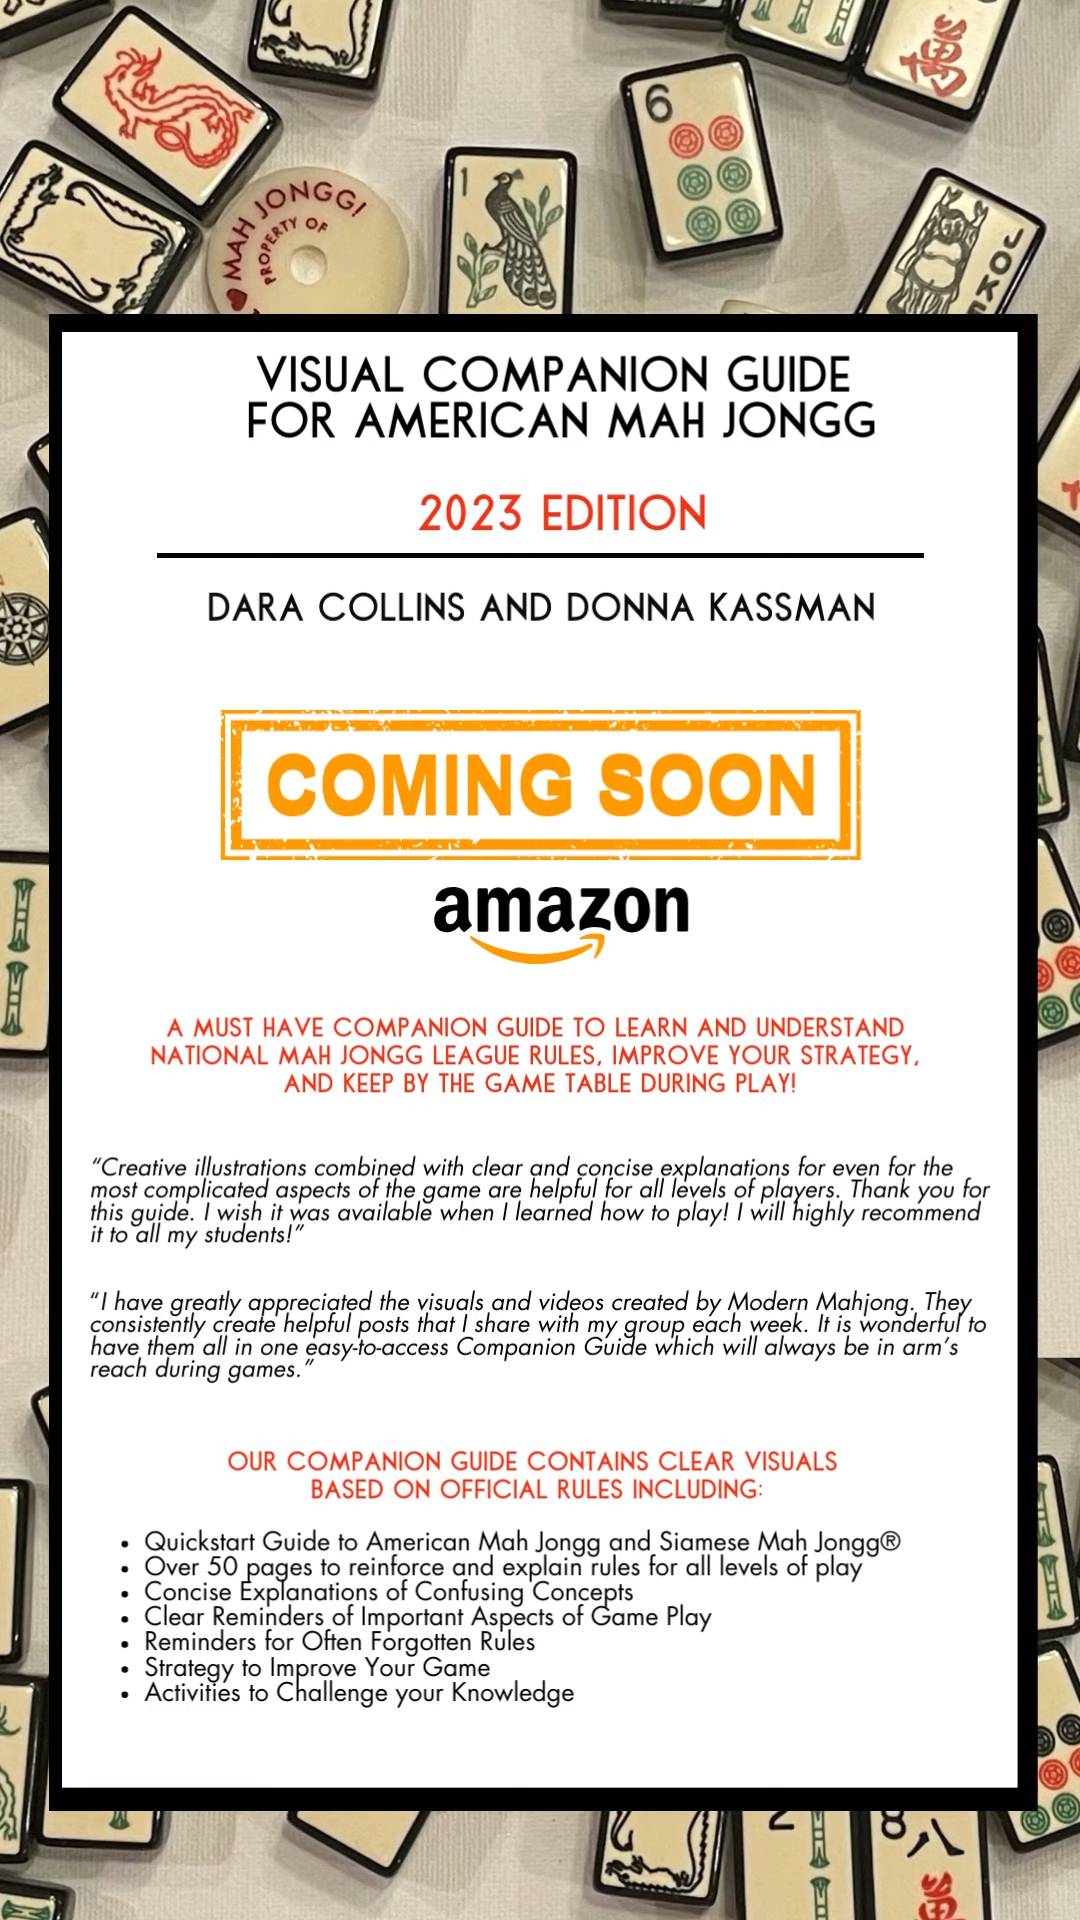 6
1
萬
MAH JONGG!
PROPERTY OF
JOKE
VISUAL COMPANION GUIDE
FOR AMERICAN MAH JONGG
2023 EDITION
DARA COLLINS AND DONNA KASSMAN
COMING SOON
amazon
A MUST HAVE COMPANION GUIDE TO LEARN AND UNDERSTAND
NATIONAL MAH JONGG LEAGUE RULES, IMPROVE YOUR STRATEGY,
AND KEEP BY THE GAME TABLE DURING PLAY!
“Creative illustrations combined with clear and concise explanations for even for the
most complicated aspects of the game are helpful for all levels of players. Thank you for
this guide. I wish it was available when I learned how to play! I will highly recommend
it to all my students!”
“I have greatly appreciated the visuals and videos created by Modern Mahjong. They
consistently create helpful posts that I share with my group each week. It is wonderful to
have them all in one easy-to-access Companion Guide which will always be in arm’s
reach during games.”
OUR COMPANION GUIDE CONTAINS CLEAR VISUALS
BASED ON OFFICIAL RULES INCLUDING:
• Quickstart Guide to American Mah Jongg and Siamese Mah Jongg®
• Over 50 pages to reinforce and explain rules for all levels of play
• Concise Explanations of Confusing Concepts
• Clear Reminders of Important Aspects of Game Play
• Reminders for Often Forgotten Rules
• Strategy to Improve Your Game
• Activities to Challenge your Knowledge
2
8 八
萬